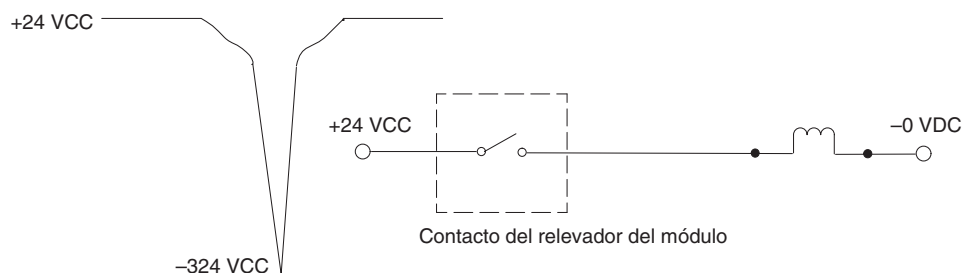 +24 VCC
+24 VCC
–0 VDC
Contacto del relevador del módulo
–324 VCC